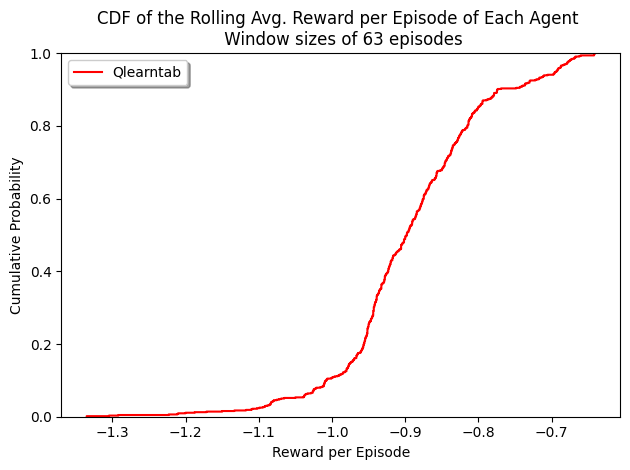 CDF of the Rolling Avg. Reward per Episode of Each Agent
Window sizes of 63 episodes
Qlearntab
Cumulative Probability
1.0
0.8
0.6
0.4
0.2
0.0
−1.3 −1.2 −1.1 −1.0 −0.9 −0.8 −0.7
Reward per Episode